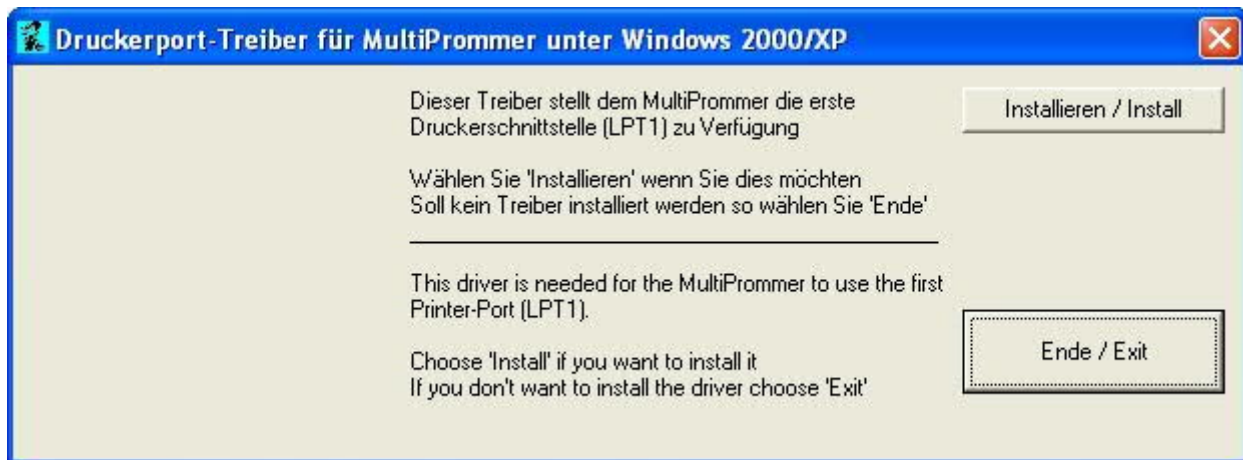 Druckerport-Treiber für MultiPrommer unter Windows 2000/XP
Dieser Treiber stellt dem MultiPrommer die erste
Druckerschnittstelle (LPT1) zu Verfügung
Wählen Sie 'Installieren' wenn Sie dies möchten
Soll kein Treiber installiert werden so wählen Sie 'Ende'
Installieren / Install
This driver is needed for the MultiPrommer to use the first
Printer-Port (LPT1).
Choose 'Install' if you want to install it
If you don't want to install the driver choose 'Exit'
Ende / Exit